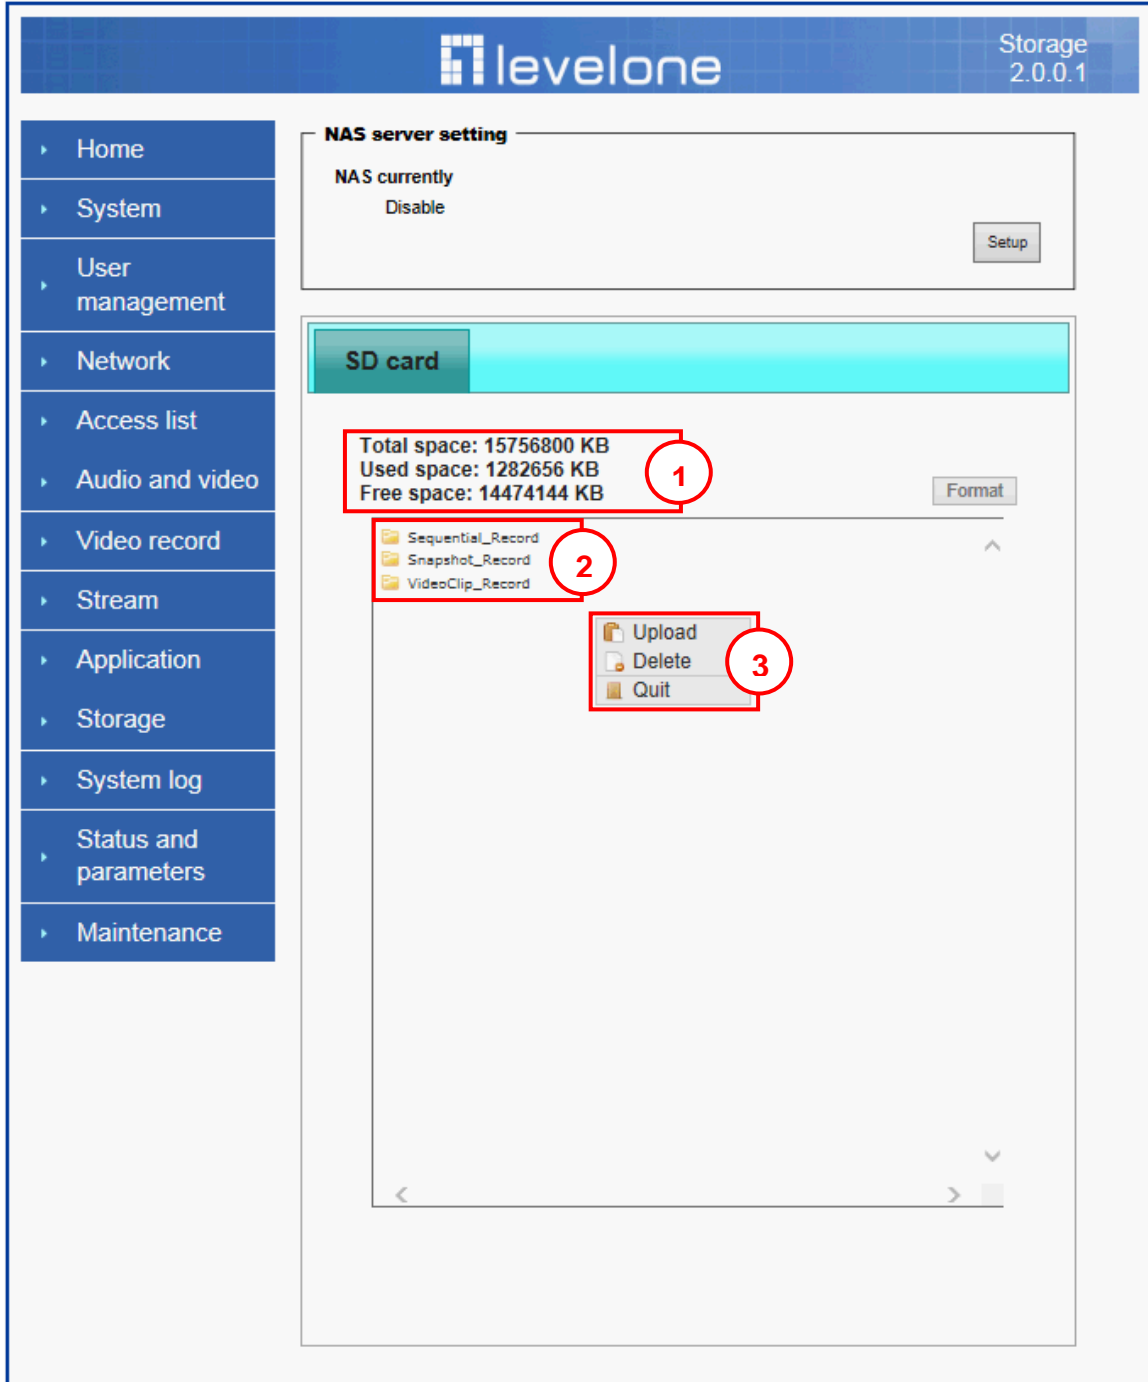 levelone
Storage
2.0.0.1
Home
System
User
management
Network
Access list
Audio and video
Video record
Stream
Application
Storage
System log
Status and
parameters
Maintenance
NAS server setting
NAS currently
Disable
Setup
SD card
Total space: 15756800 KB
Used space: 1282656 KB
Free space: 14474144 KB
1
Format
Sequential_Record
Snapshot_Record
VideoClip_Record
2
Upload
Delete
Quit
3